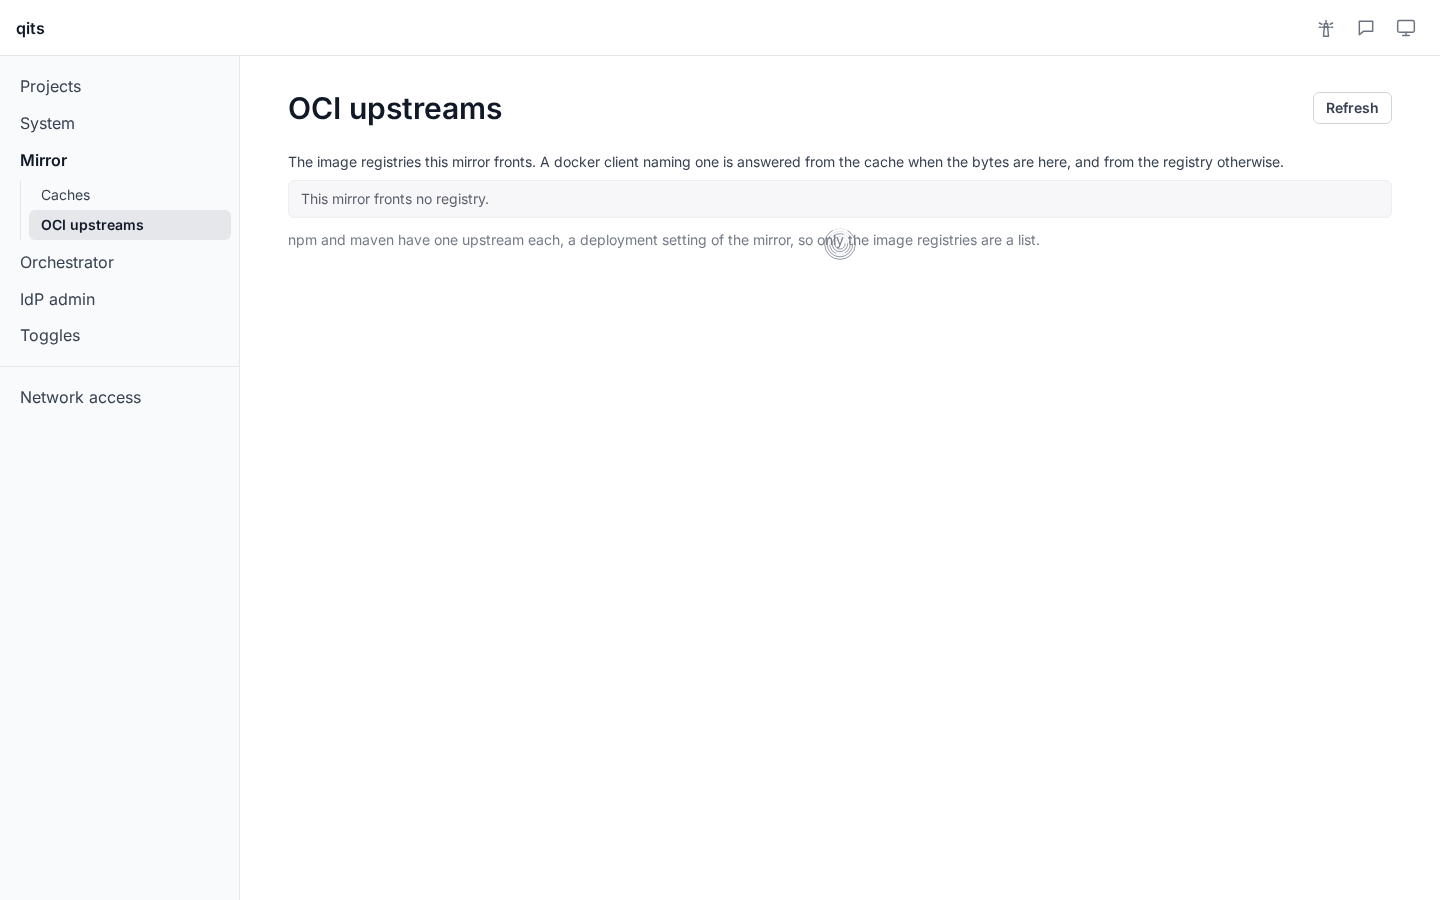 qits
Projects
System
Mirror
Caches
OCI upstreams
Orchestrator
IdP admin
Toggles
Network access
OCI upstreams
Refresh
The image registries this mirror fronts. A docker client naming one is answered from the cache when the bytes are here, and from the registry otherwise.
This mirror fronts no registry.
npm and maven have one upstream each, a deployment setting of the mirror, so only the image registries are a list.